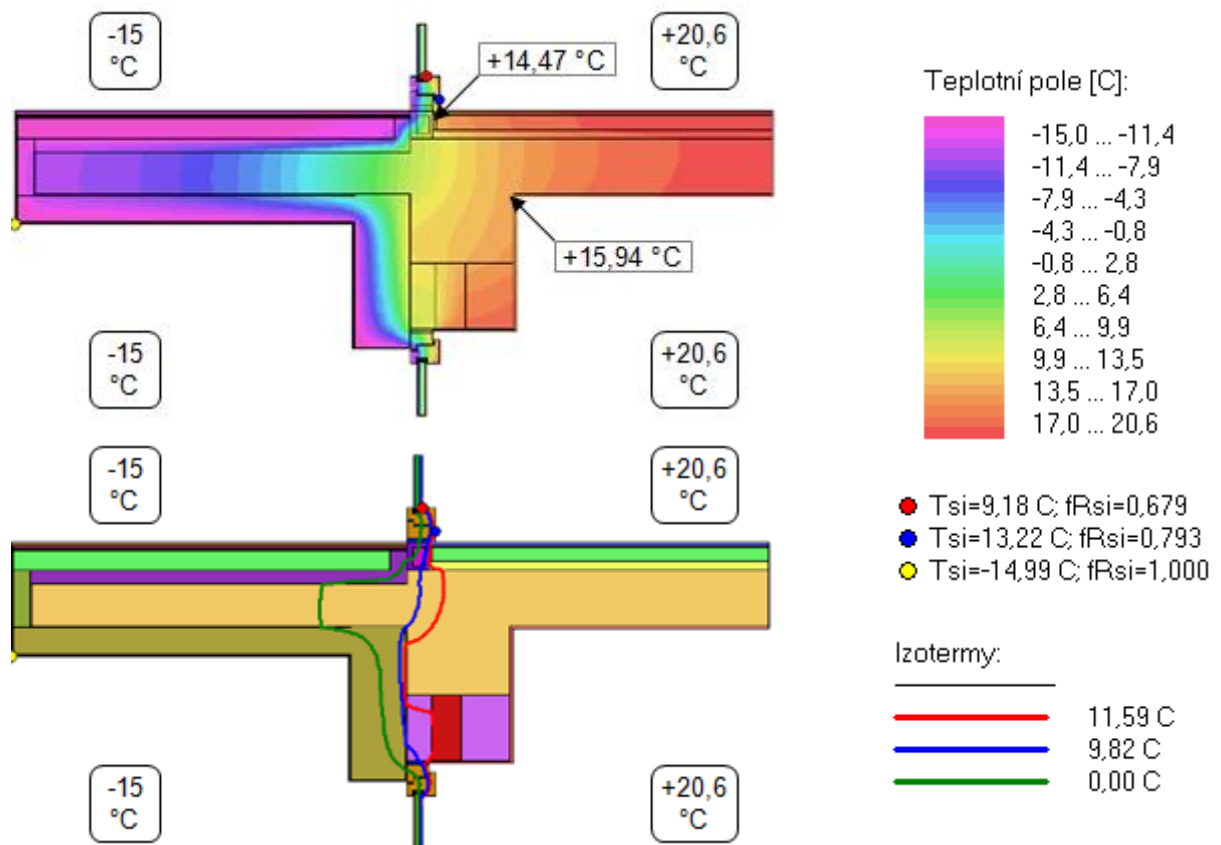 -15
°C
+20,6
°C
+14,47 °C
+15,94 °C
-15
°C
+20,6
°C
-15
°C
+20,6
°C
-15
°C
+20,6
°C
Teplotní pole [C]:
-15,0 ... -11,4
-11,4 ... -7,9
-7,9 ... -4,3
-4,3 ... -0,8
-0,8 ... 2,8
2,8 ... 6,4
6,4 ... 9,9
9,9 ... 13,5
13,5 ... 17,0
17,0 ... 20,6
Tsi=9,18 C; fRsi=0,679
Tsi=13,22 C; fRsi=0,793
Tsi=-14,99 C; fRsi=1,000
Izotermy:
11,59 C
9,82 C
0,00 C